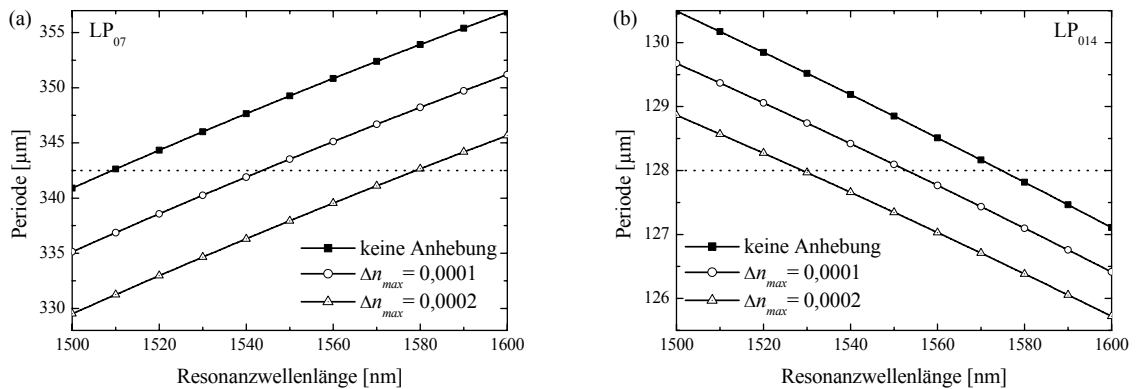 (a)
LP07
355
350
345
340
335
330
Periode [µm]
keine Anhebung
Δnmax = 0,0001
Δnmax = 0,0002
1500 1520 1540 1560 1580 1600
Resonanzwellenlänge [nm]
(b)
LP014
130
129
128
127
126
Periode [µm]
keine Anhebung
Δnmax = 0,0001
Δnmax = 0,0002
1500 1520 1540 1560 1580 1600
Resonanzwellenlänge [nm]